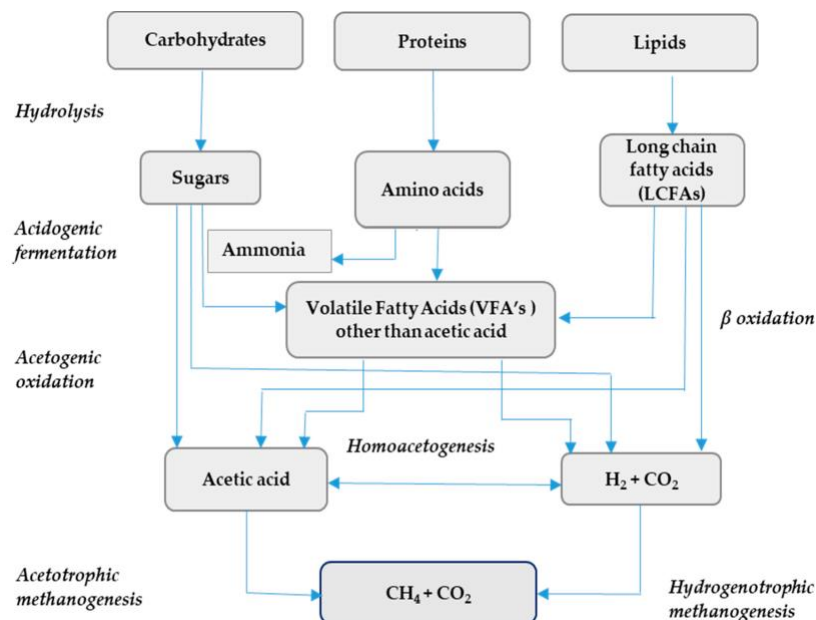 Carbohydrates
Proteins
Lipids
Hydrolysis
Sugars
Amino acids
Long chain
fatty acids
(LCFAs)
Acidogenic
fermentation
Ammonia
Volatile Fatty Acids (VFA's )
other than acetic acid
β oxidation
Acetogenic
oxidation
Homoacetogenesis
Acetic acid
H₂ + CO₂
Acetotrophic
methanogenesis
CH₄ + CO₂
Hydrogenotrophic
methanogenesis